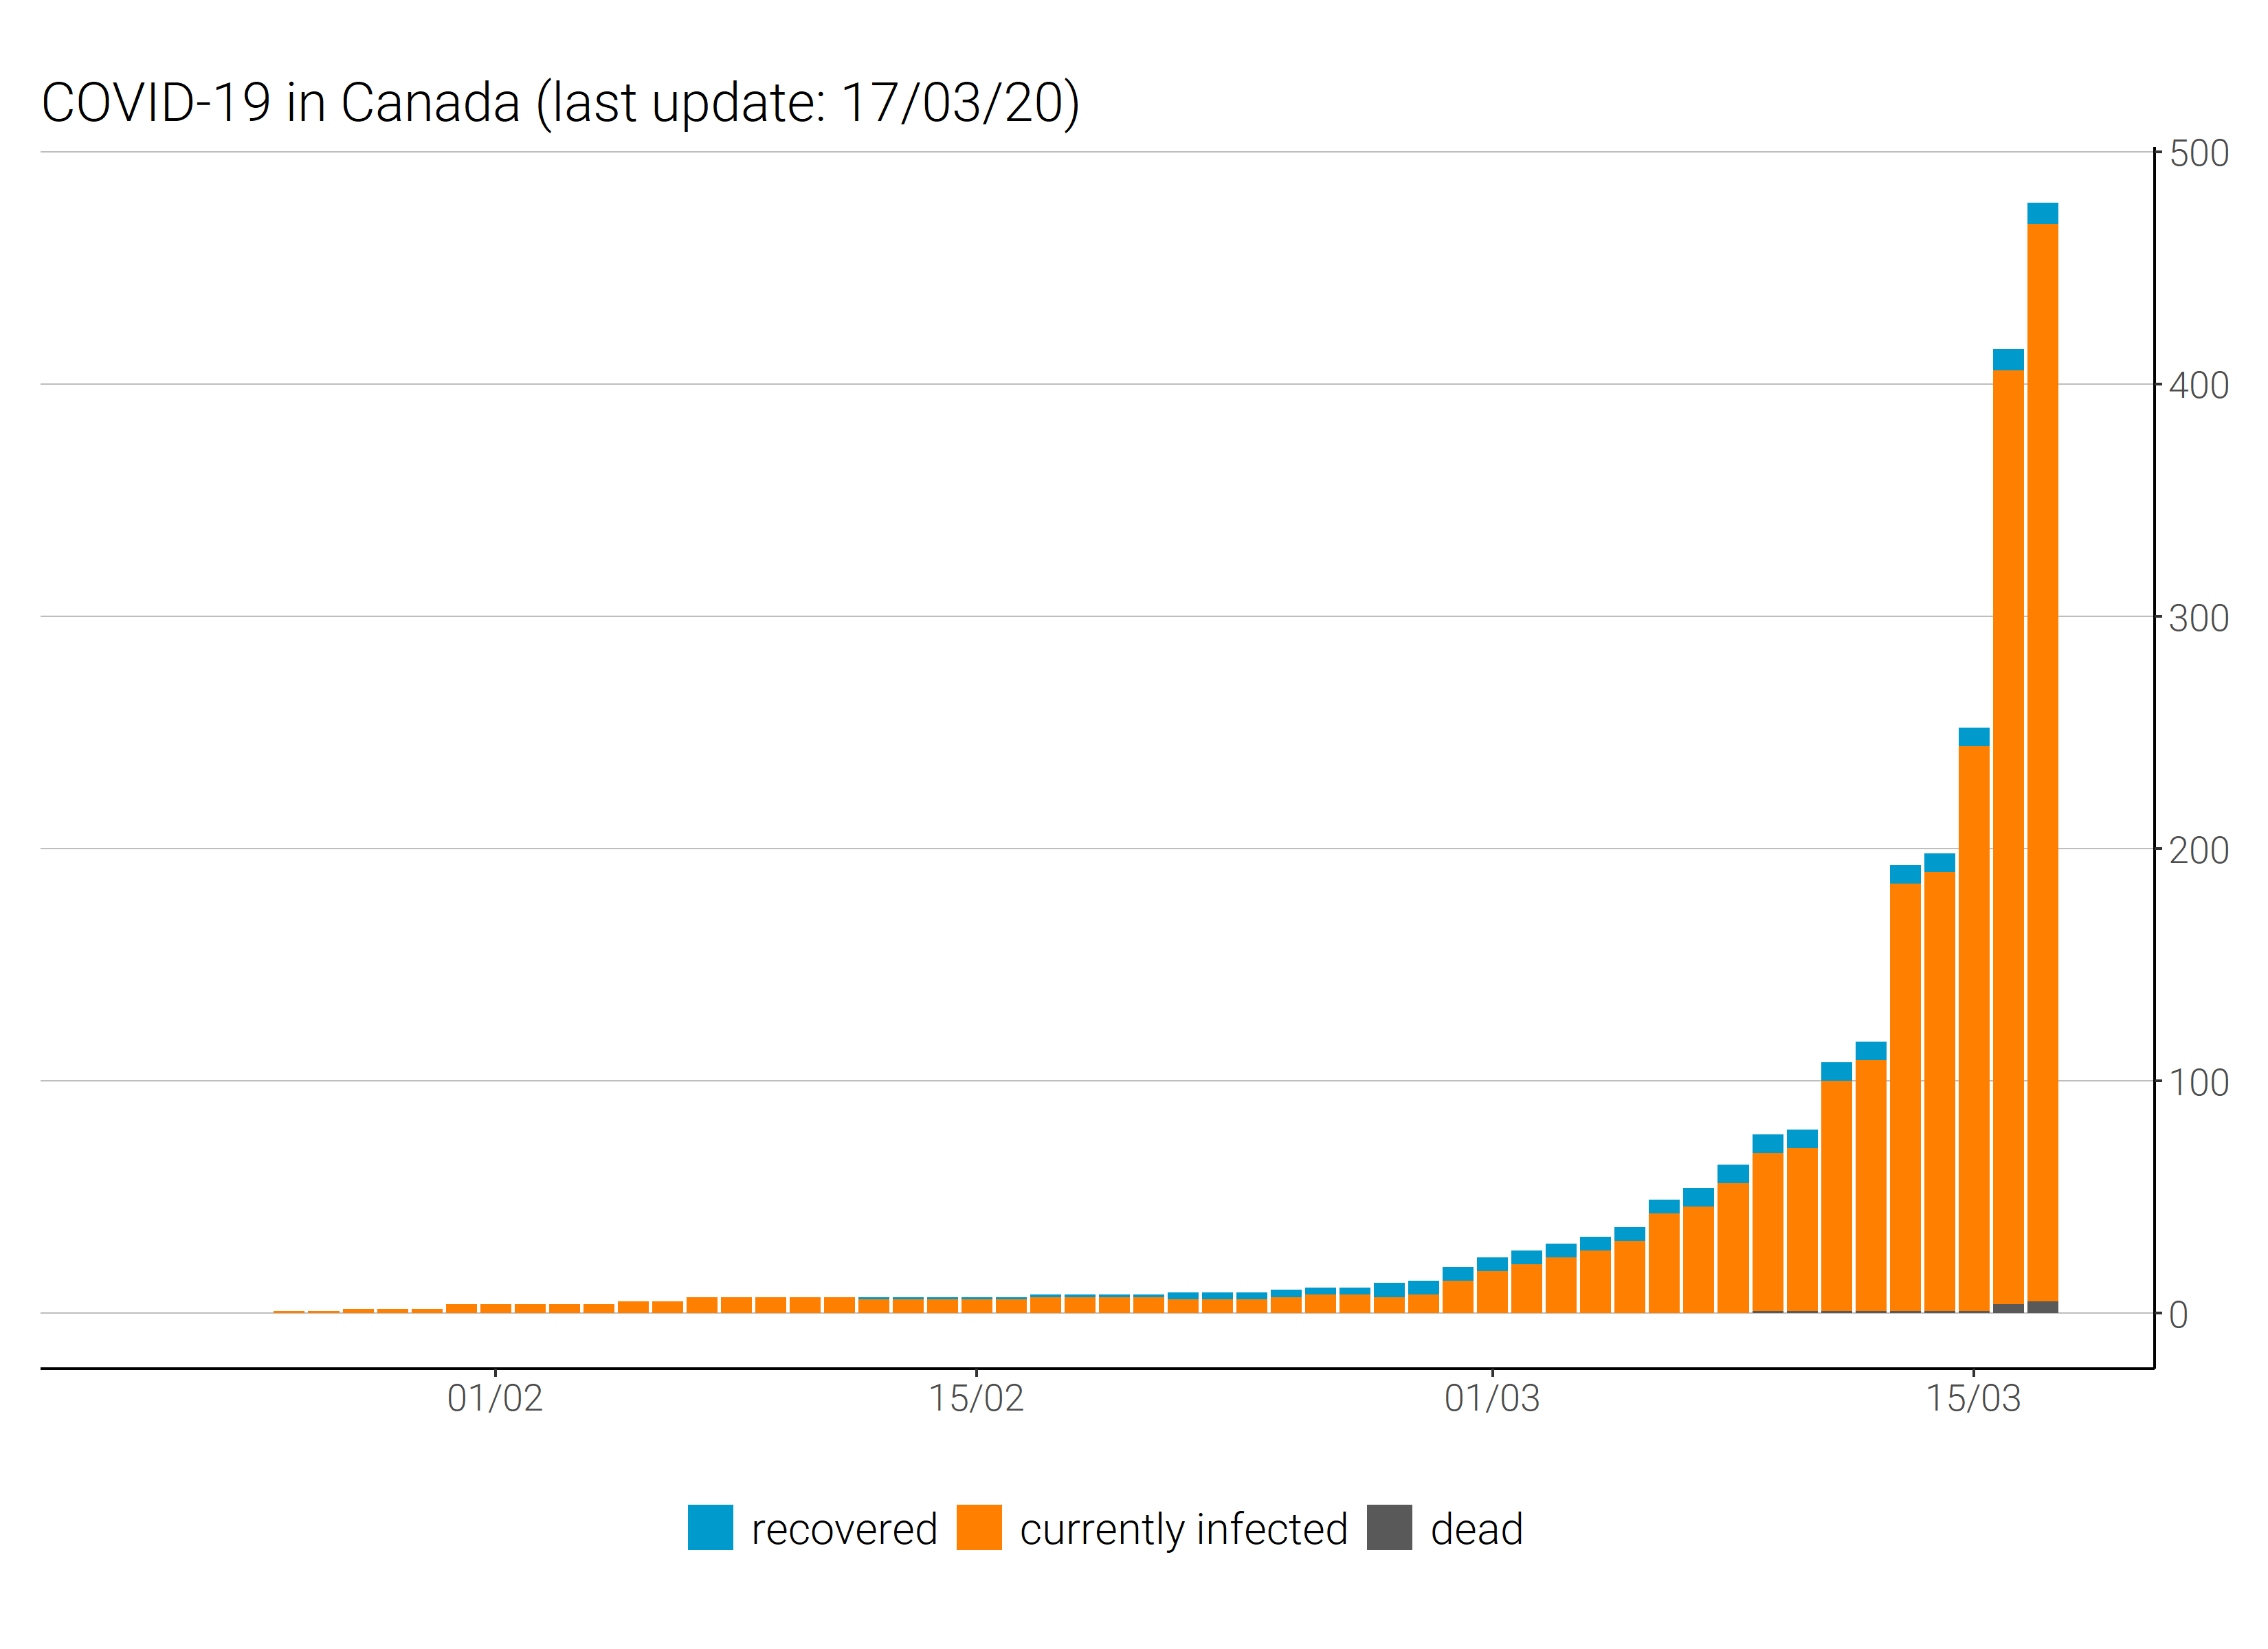 COVID-19 in Canada (last update: 17/03/20)
500
400
300
200
100
0
01/02 15/02 01/03 15/03
recovered currently infected dead